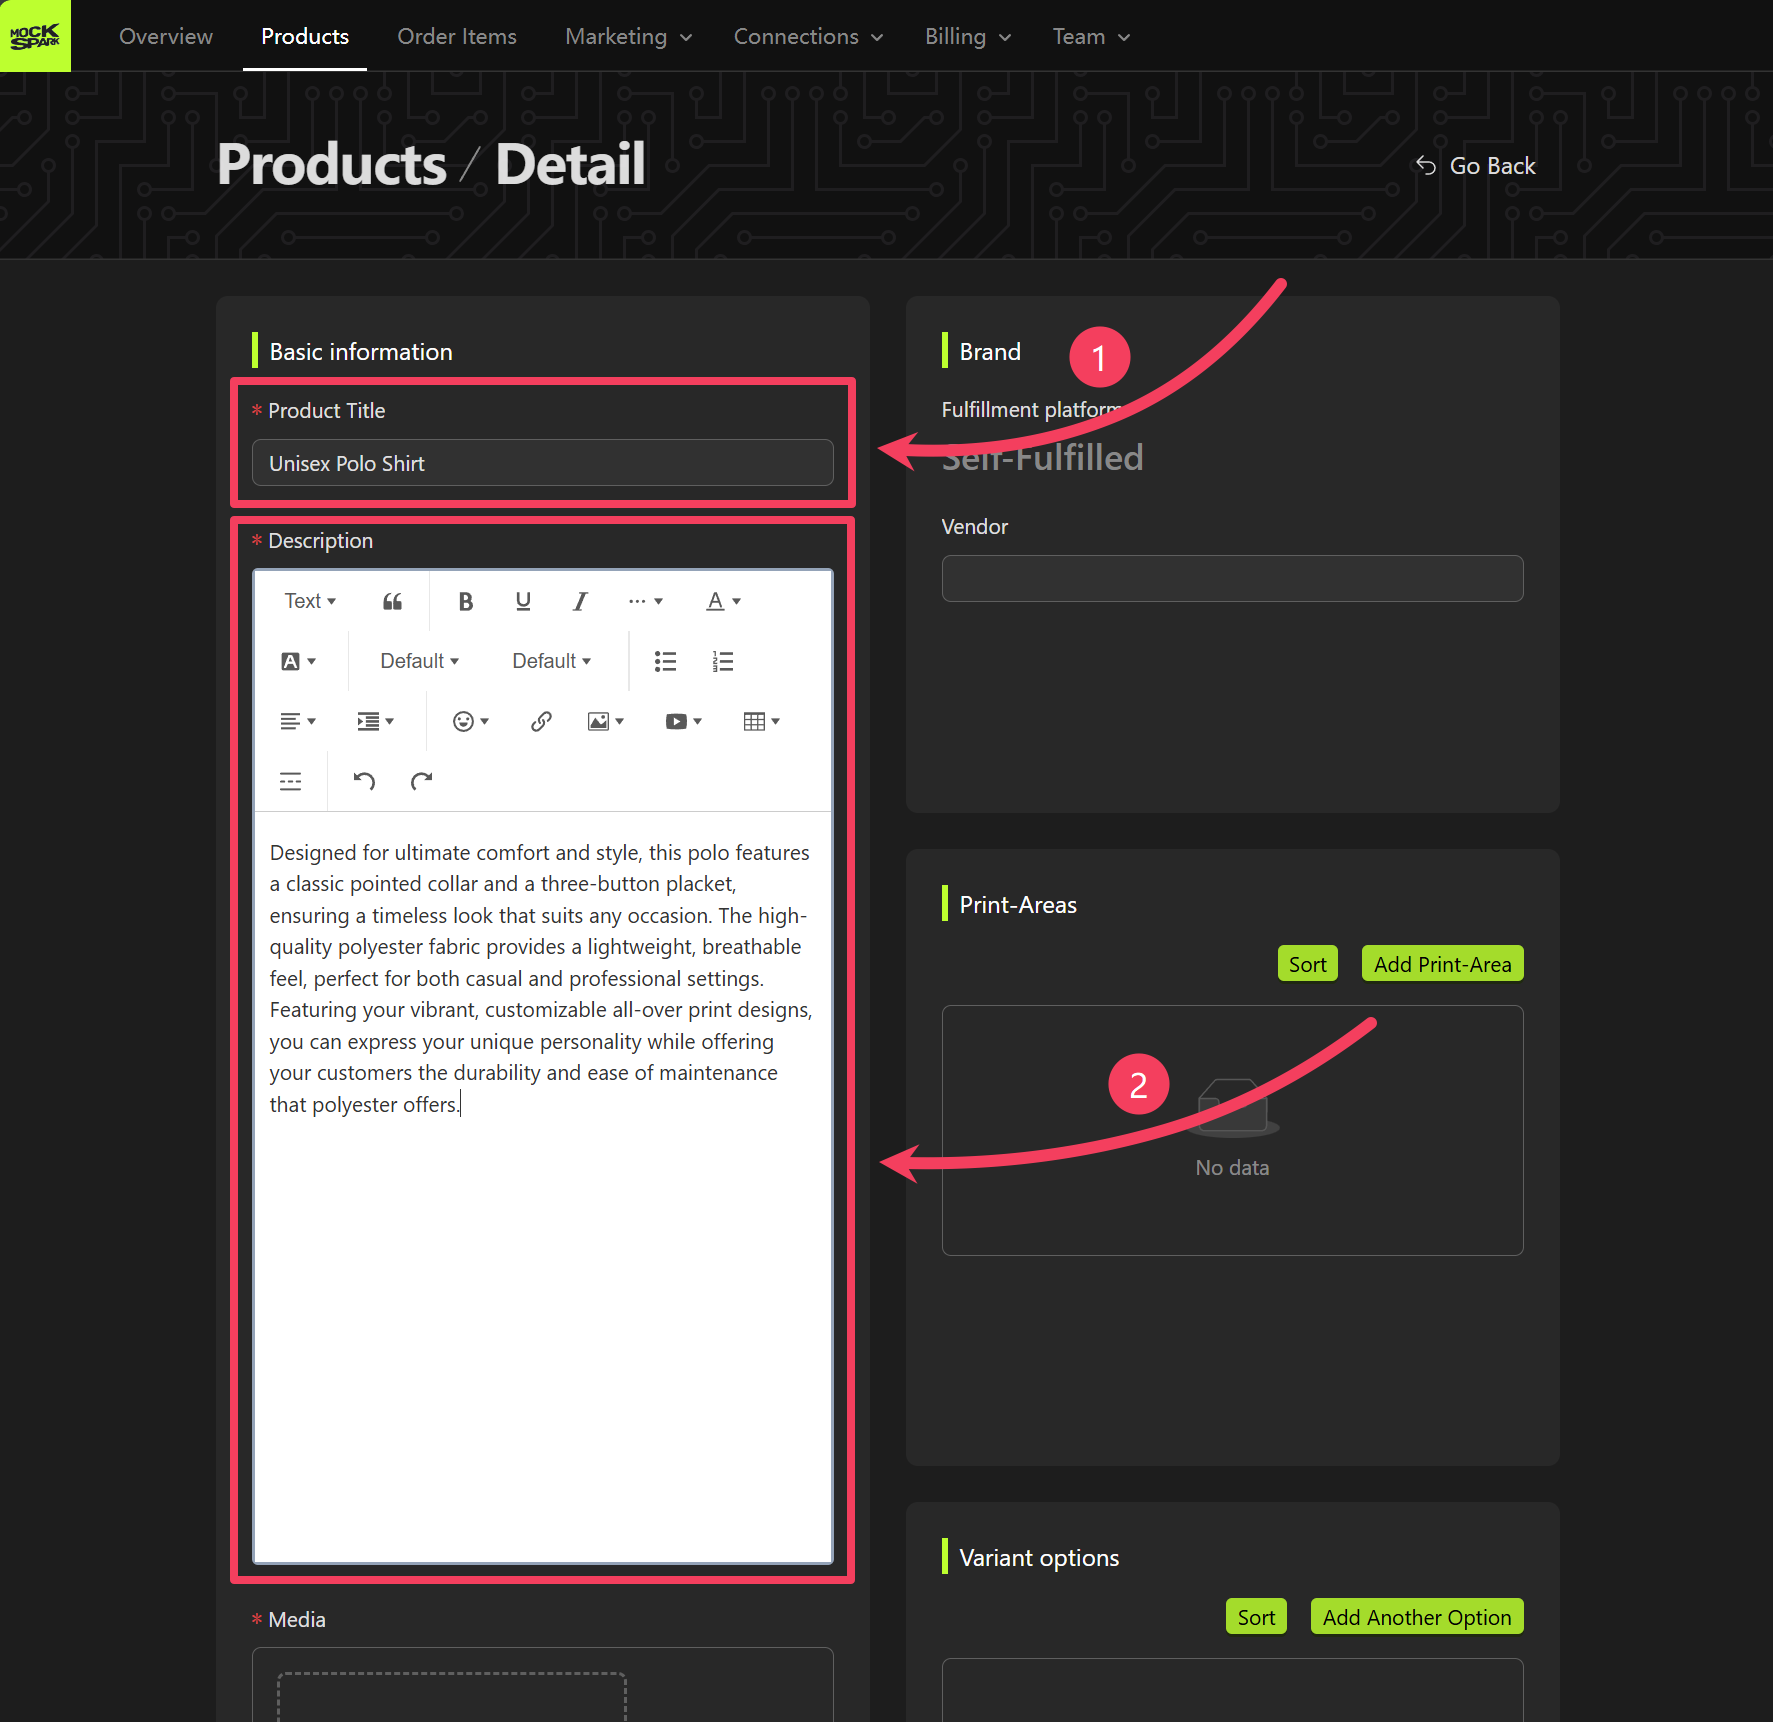 MOCK
SPARK
Overview
Products
Order Items
Marketing
Connections
Billing
Team
Products / Detail
Go Back
Basic information
* Product Title
Unisex Polo Shirt
* Description
Text
B
U
I
A
A
Default
Default
Designed for ultimate comfort and style, this polo features
a classic pointed collar and a three-button placket,
ensuring a timeless look that suits any occasion. The high-
quality polyester fabric provides a lightweight, breathable
feel, perfect for both casual and professional settings.
Featuring your vibrant, customizable all-over print designs,
you can express your unique personality while offering
your customers the durability and ease of maintenance
that polyester offers.
* Media
Brand
1
Fulfillment platform
Self-Fulfilled
Vendor
Print-Areas
Sort
Add Print-Area
2
No data
Variant options
Sort
Add Another Option